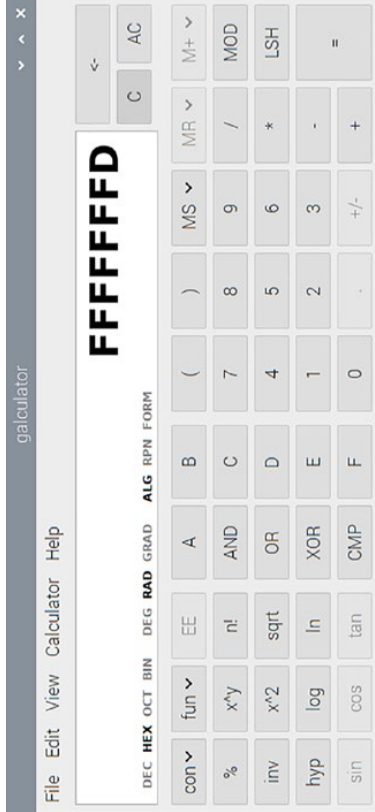 galculator
File Edit View Calculator Help
FFFFFFFD
<-
DEC HEX OCT BIN DEG RAD GRAD ALG RPN FORM
C AC
con fun EE A B ( ) MS MR M+
% x^y n! AND C 7 8 9 / MOD
inv x^2 sqrt OR D 4 5 6 * LSH
hyp log ln XOR E 1 2 3 - =
sin cos tan CMP F 0 . +/- +